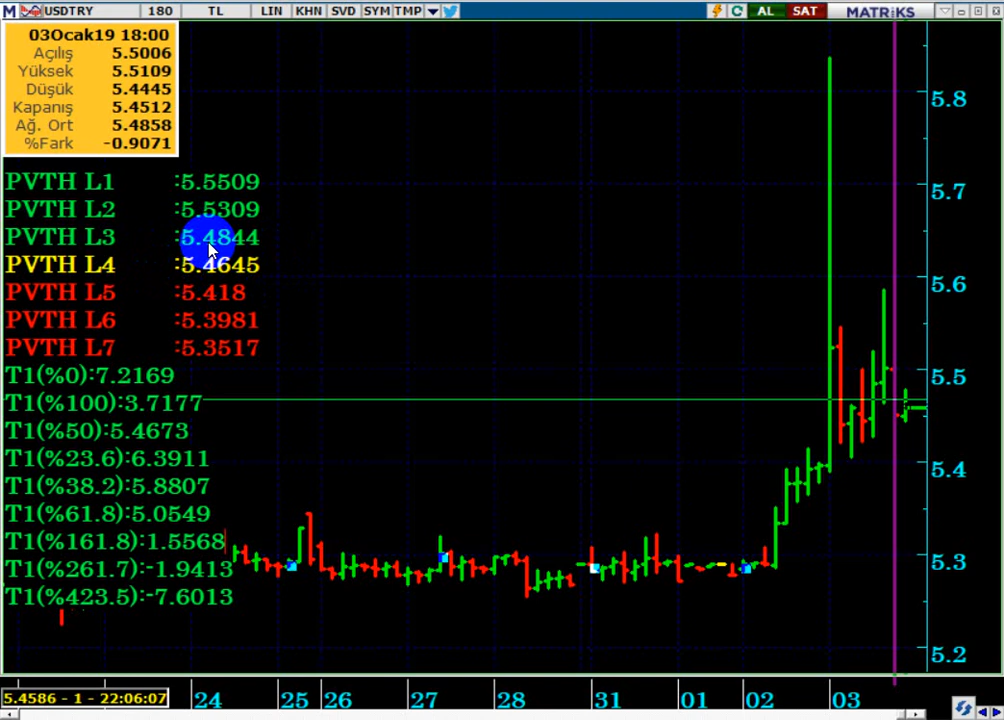 M USDTRY 180 TL LIN KHN SVD SYM TMP AL SAT MATRİKS
03Ocak19 18:00
Açılış 5.5006
Yüksek 5.5109
Düşük 5.4445
Kapanış 5.4512
Ağ. Ort 5.4858
%Fark -0.9071
PVTH L1 :5.5509
PVTH L2 :5.5309
PVTH L3 :5.4844
PVTH L4 :5.4645
PVTH L5 :5.418
PVTH L6 :5.3981
PVTH L7 :5.3517
T1(%0):7.2169
T1(%100):3.7177
T1(%50):5.4673
T1(%23.6):6.3911
T1(%38.2):5.8807
T1(%61.8):5.0549
T1(%161.8):1.5568
T1(%261.7):-1.9413
T1(%423.5):-7.6013
5.8
5.7
5.6
5.5
5.4
5.3
5.2
5.4586 - 1 - 22:06:07 24 25 26 27 28 31 01 02 03